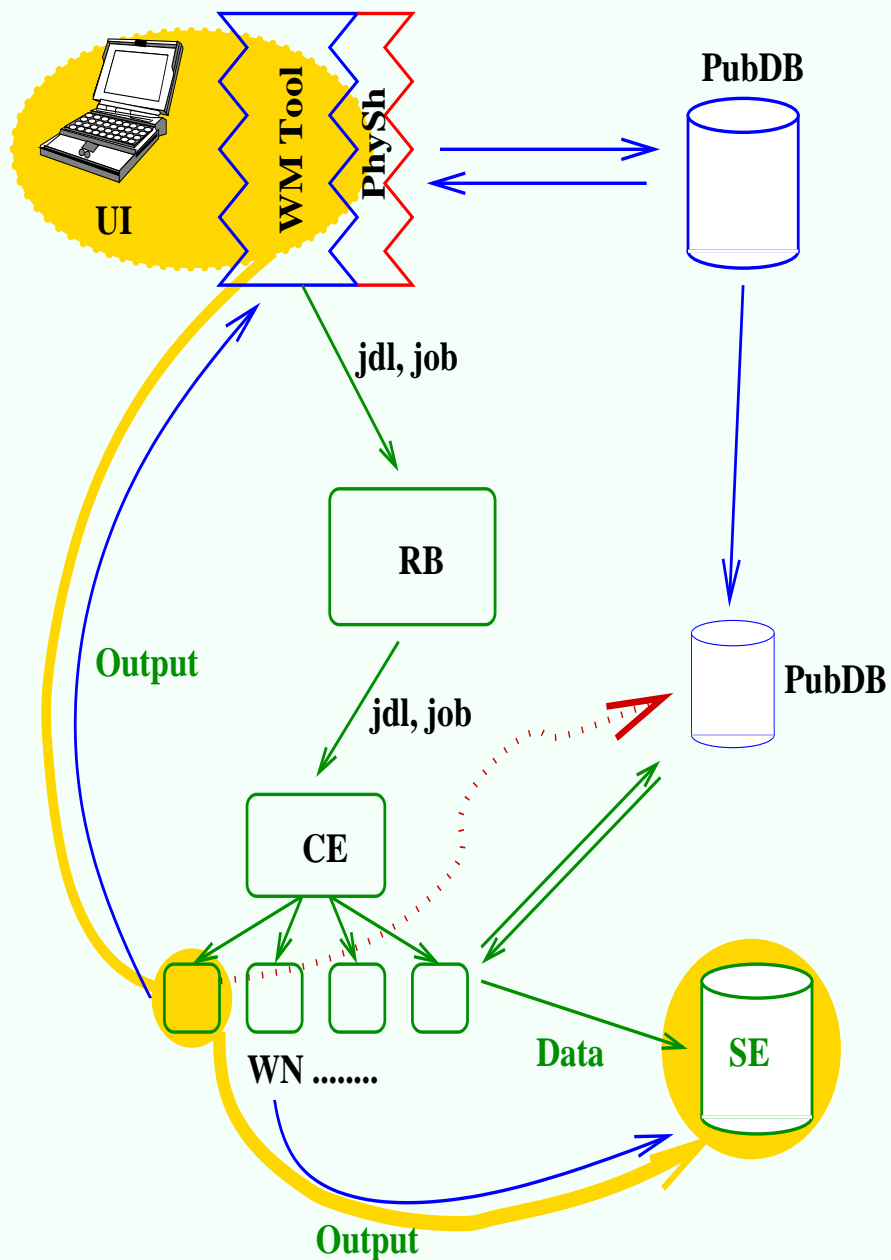 PubDB
WM Tool
PhySh
UI
jdl, job
RB
Output
PubDB
jdl, job
CE
Data
SE
WN ........
Output